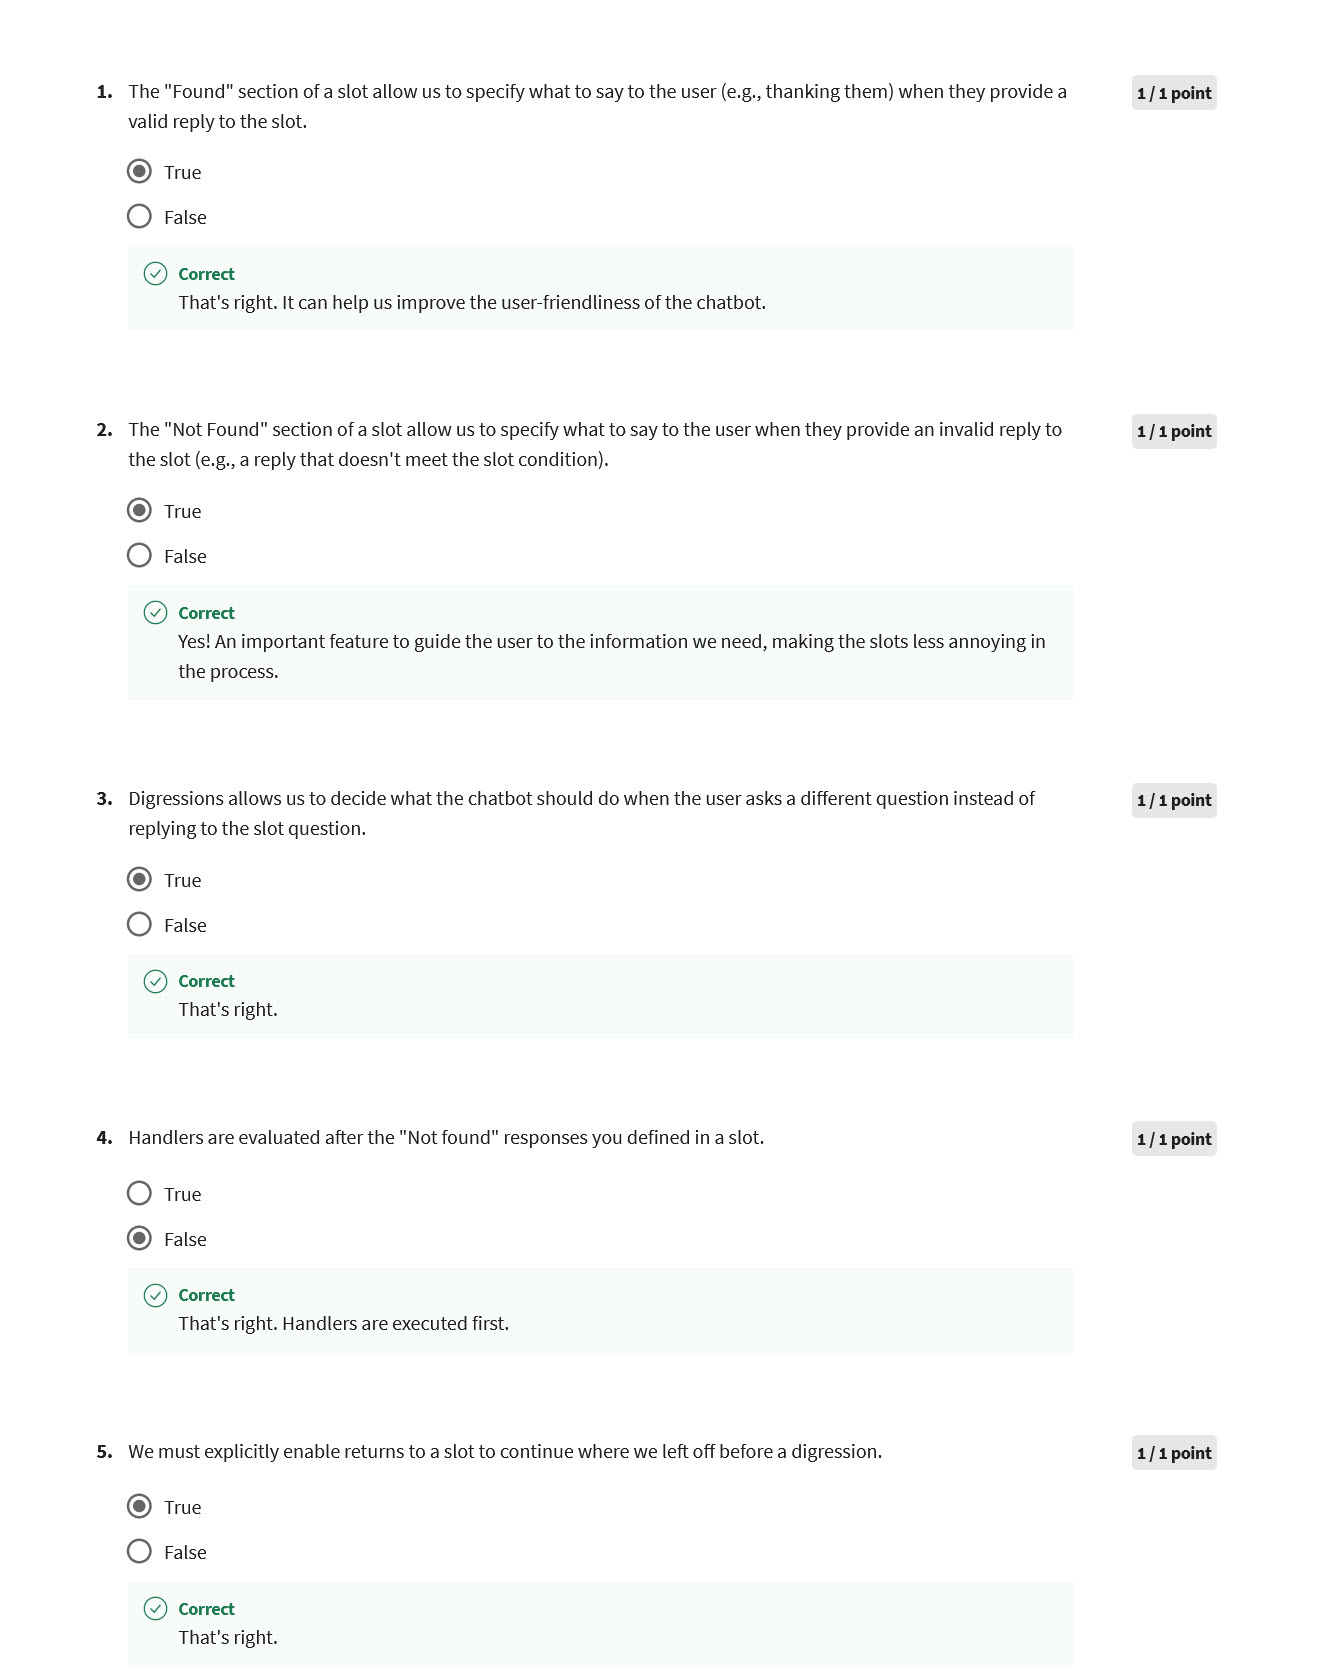 1. The "Found" section of a slot allow us to specify what to say to the user (e.g., thanking them) when they provide a 1 / 1 point
valid reply to the slot.
True
False
Correct
That's right. It can help us improve the user-friendliness of the chatbot.
2. The "Not Found" section of a slot allow us to specify what to say to the user when they provide an invalid reply to 1 / 1 point
the slot (e.g., a reply that doesn't meet the slot condition).
True
False
Correct
Yes! An important feature to guide the user to the information we need, making the slots less annoying in
the process.
3. Digressions allows us to decide what the chatbot should do when the user asks a different question instead of 1 / 1 point
replying to the slot question.
True
False
Correct
That's right.
4. Handlers are evaluated after the "Not found" responses you defined in a slot. 1 / 1 point
True
False
Correct
That's right. Handlers are executed first.
5. We must explicitly enable returns to a slot to continue where we left off before a digression. 1 / 1 point
True
False
Correct
That's right.